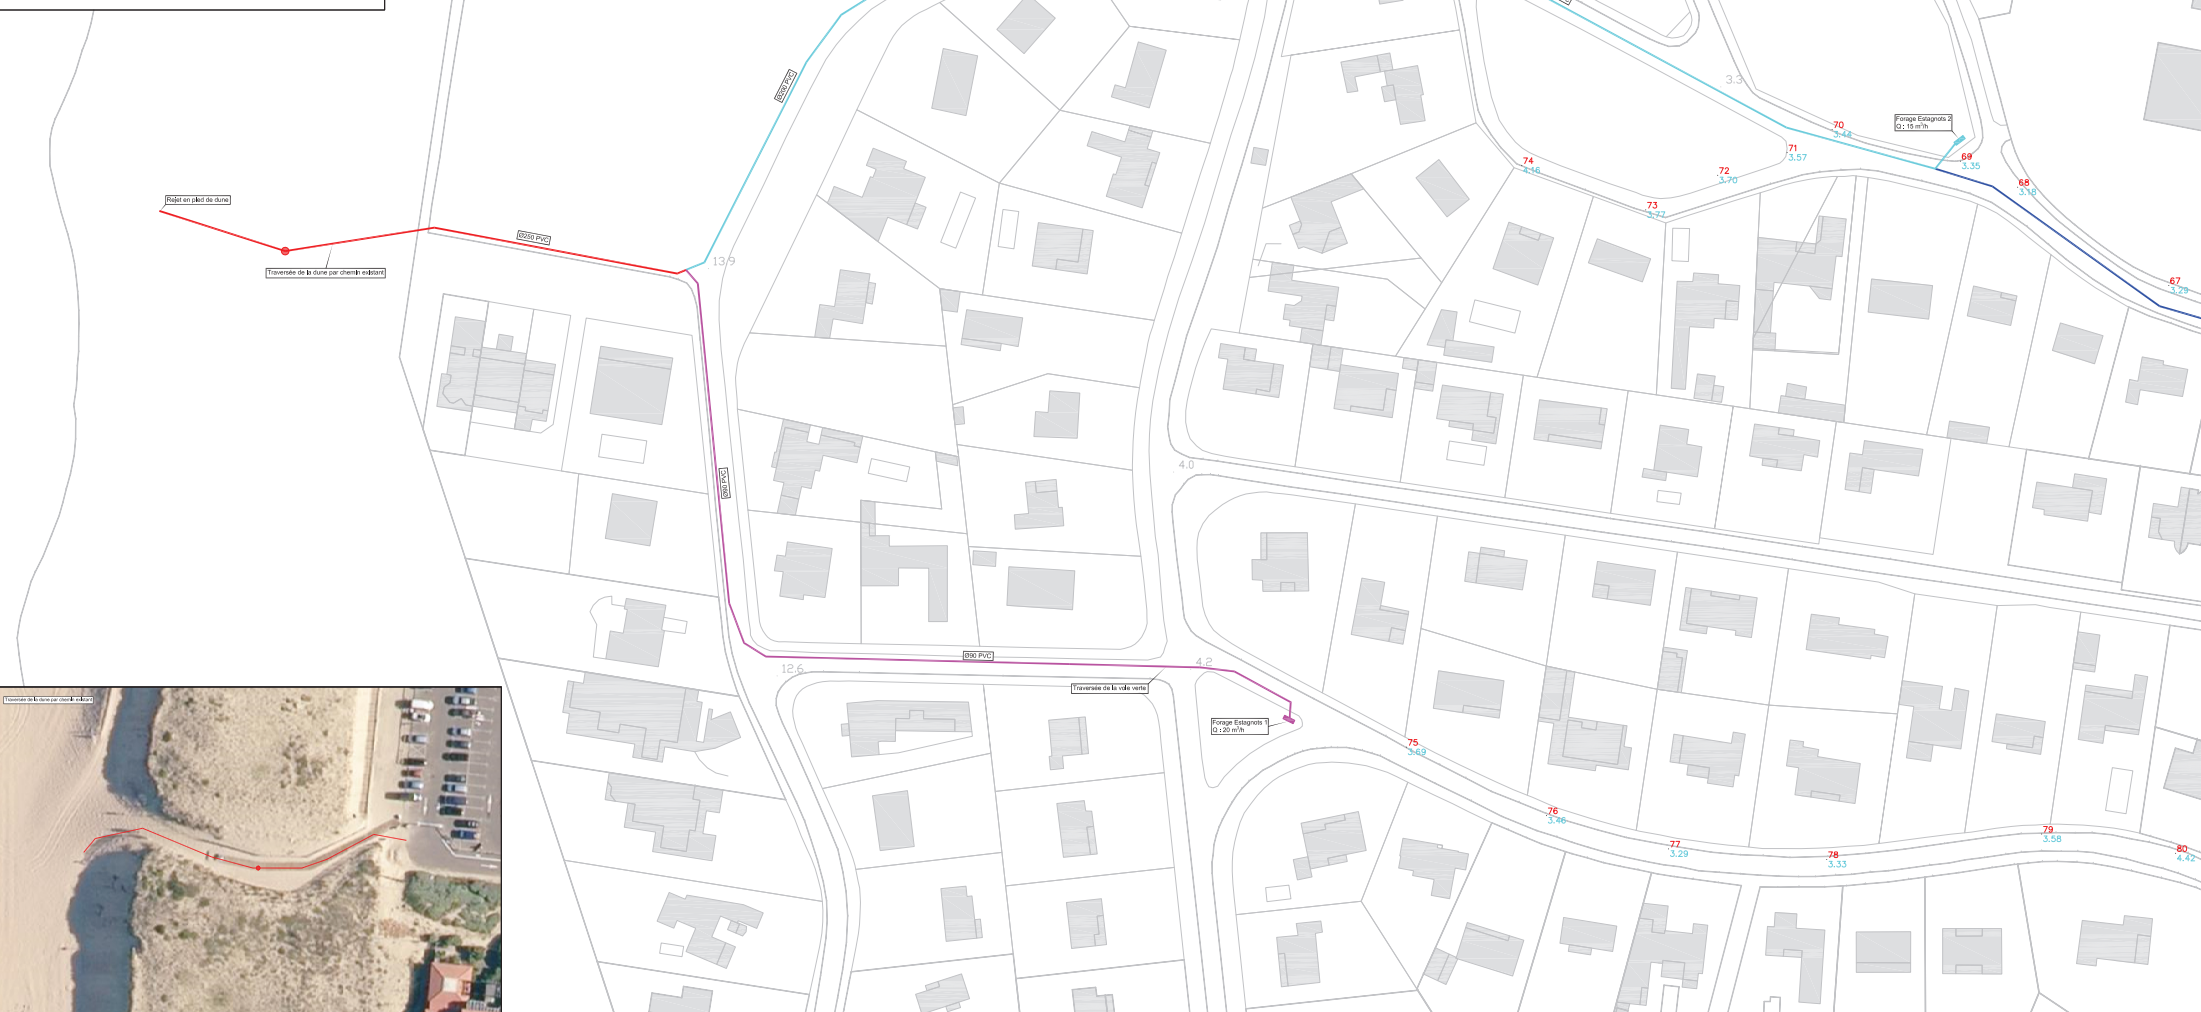 Ø200 PVC
3.3
Forage Estagnots 2
Q : 15 m³/h
70
3.44
71
3.57
69
3.35
74
4.16
72
3.70
68
3.18
Rejet en pied de dune
73
3.77
Ø250 PVC
13.9
Traversée de la dune par chemin existant
67
3.29
4.0
Ø90 PVC
Ø90 PVC
12.6
4.2
Traversée de la voie verte
Traversée de la dune par chemin existant
Forage Estagnots 1
Q : 20 m³/h
75
3.69
76
3.46
77
3.29
78
3.33
79
3.58
80
4.42